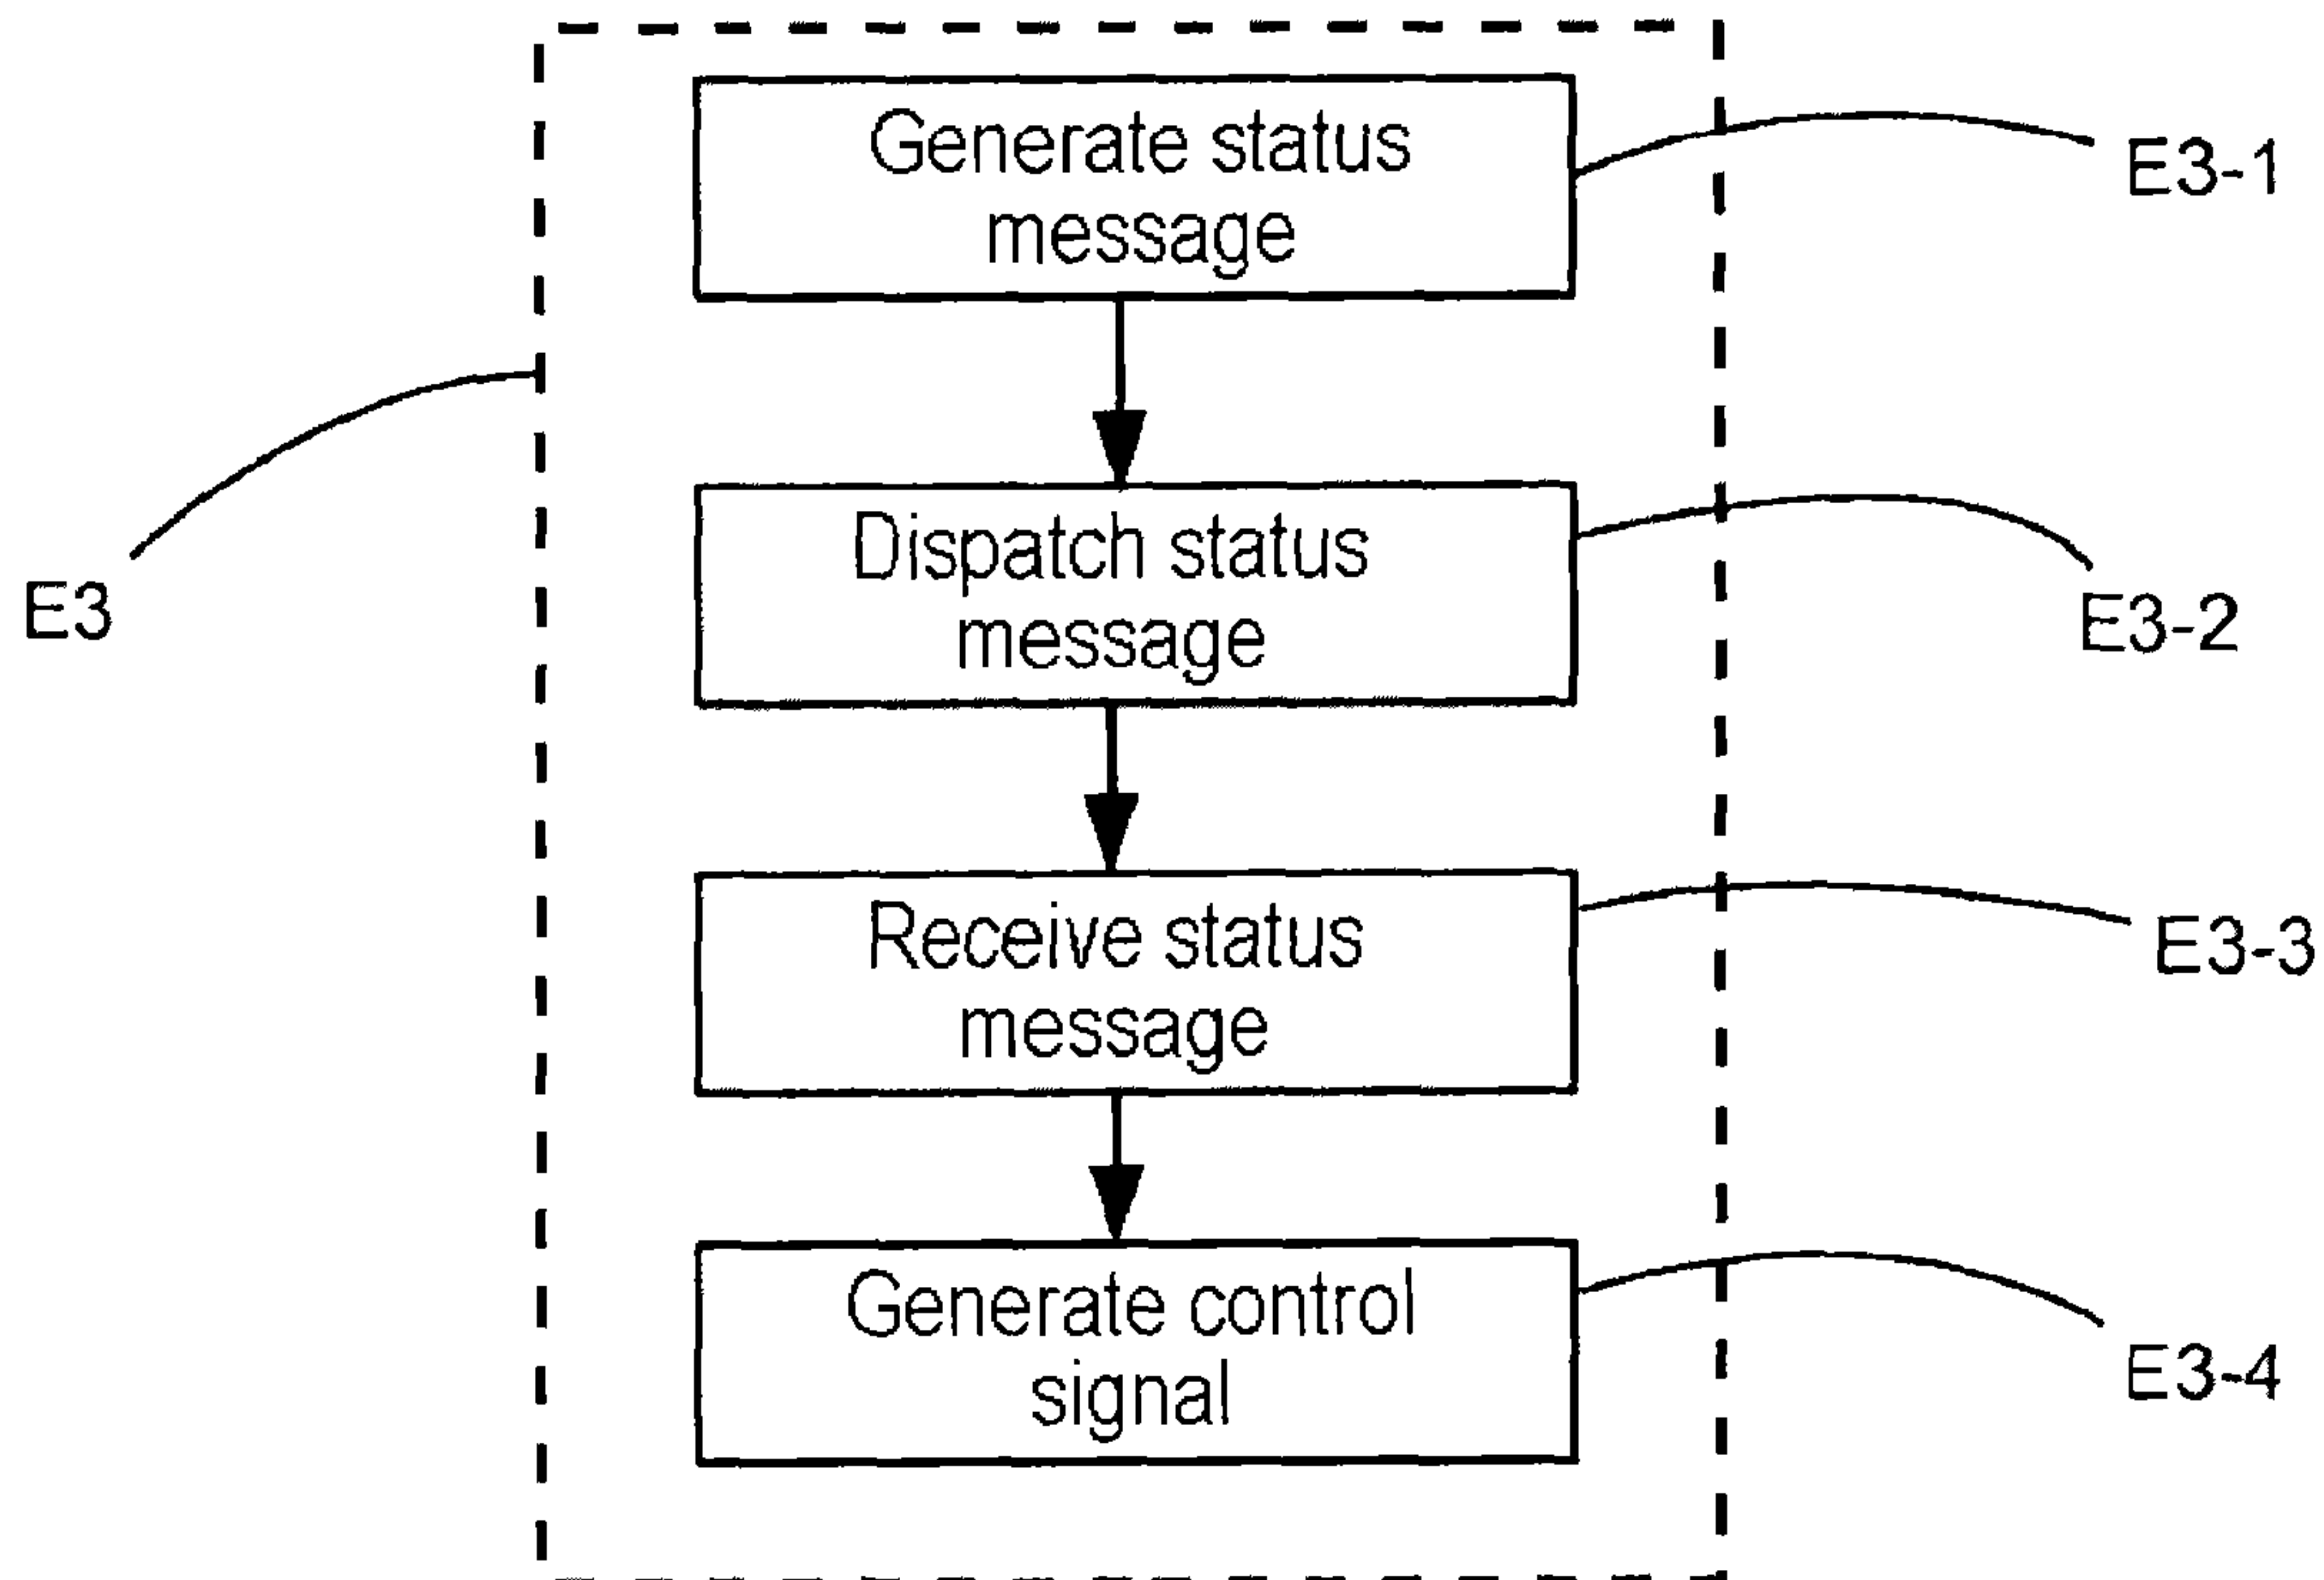 Generate status
message
E3-1
Dispatch status
message
E3
E3-2
Receive status
message
E3-3
Generate control
signal
E3-4